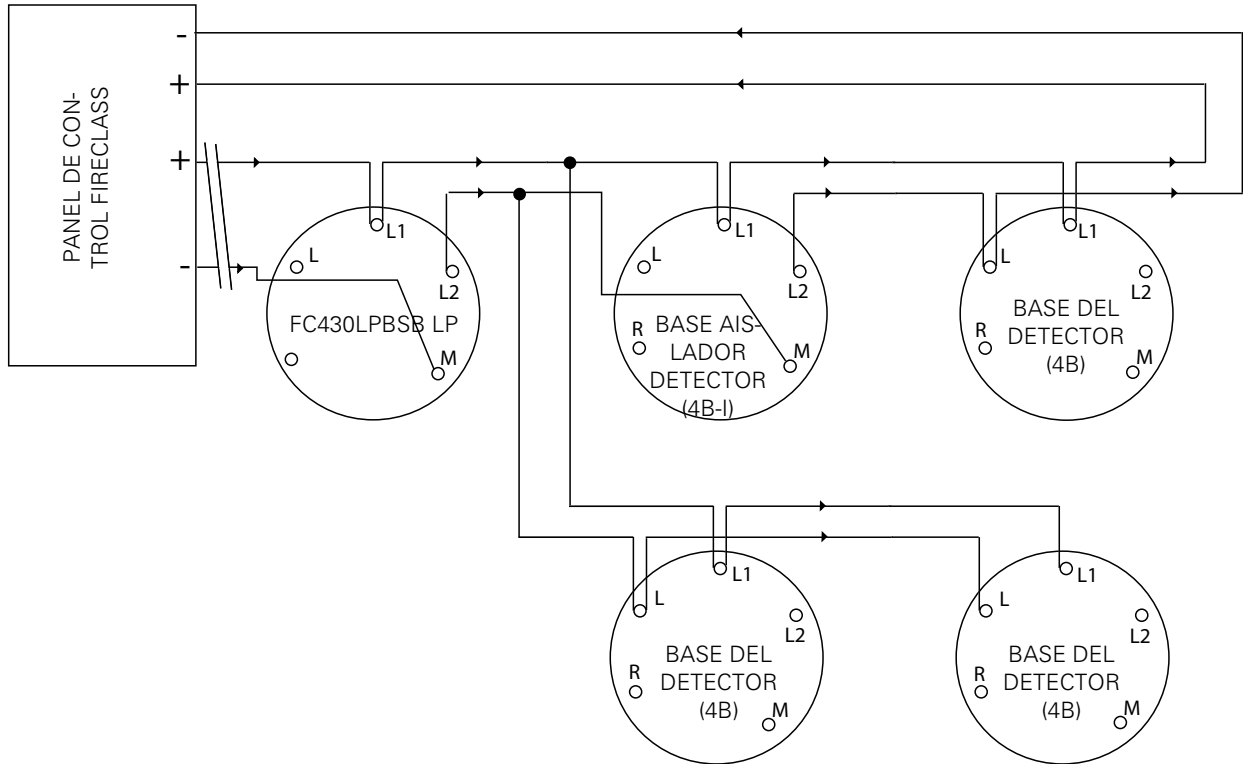 -
+
+
-
PANEL DE CON-
TROL FIRECLASS
L1
L
L2
FC430LPBSB LP
M
L1
L
L2
R
BASE AIS-
LADOR
DETECTOR
(4B-I)
M
L1
L
L2
R
BASE DEL
DETECTOR
(4B)
M
L1
L
L2
R
BASE DEL
DETECTOR
(4B)
M
L1
L
L2
R
BASE DEL
DETECTOR
(4B)
M